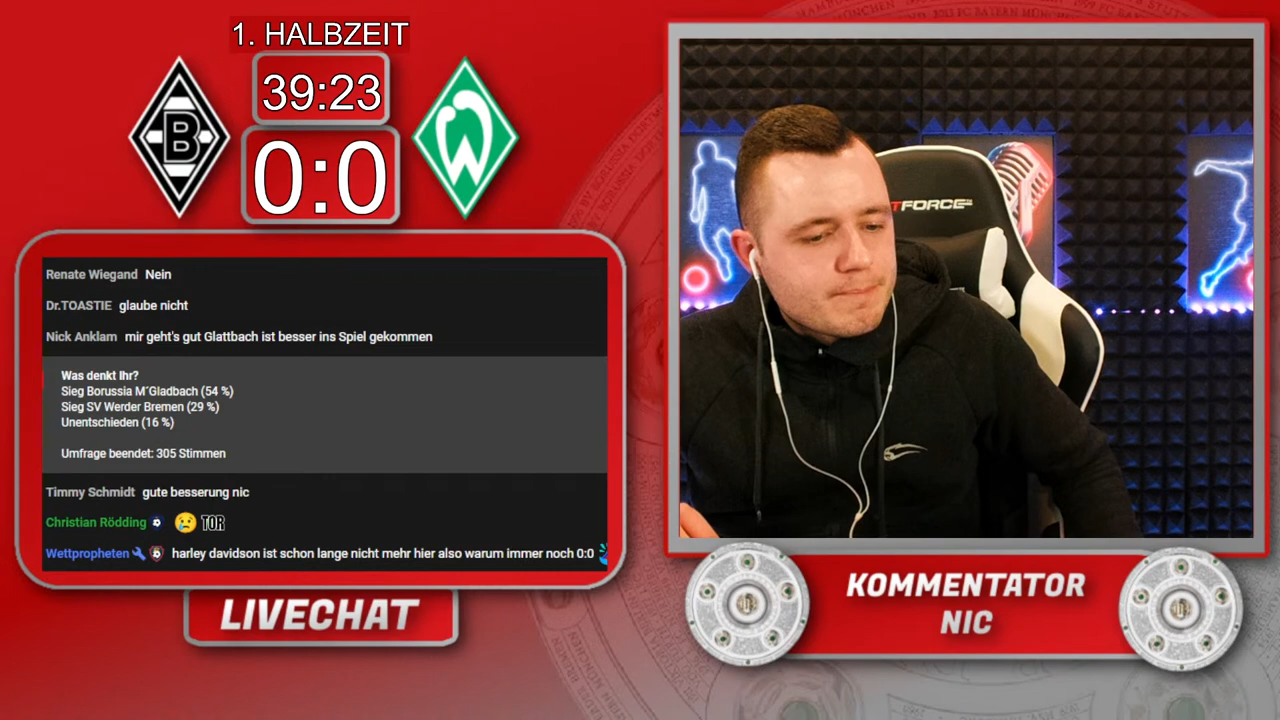 1. HALBZEIT
39:23
0:0
Renate Wiegand Nein
Dr.TOASTIE glaube nicht
Nick Anklam mir geht's gut Glattbach ist besser ins Spiel gekommen
Was denkt Ihr?
Sieg Borussia M´Gladbach (54 %)
Sieg SV Werder Bremen (29 %)
Unentschieden (16 %)
Umfrage beendet: 305 Stimmen
Timmy Schmidt gute besserung nic
Christian Rödding TOR
Wettpropheten harley davidson ist schon lange nicht mehr hier also warum immer noch 0:0
LIVECHAT
TFORCE
KOMMENTATOR
NIC